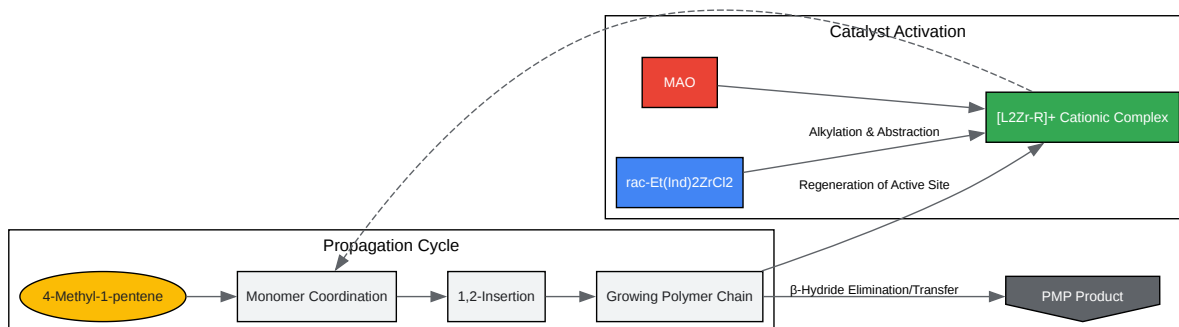 Catalyst Activation
MAO
[L2Zr-R]+ Cationic Complex
Alkylation & Abstraction
rac-Et(Ind)2ZrCl2
Regeneration of Active Site
Propagation Cycle
4-Methyl-1-pentene
Monomer Coordination
1,2-Insertion
Growing Polymer Chain
β-Hydride Elimination/Transfer
PMP Product